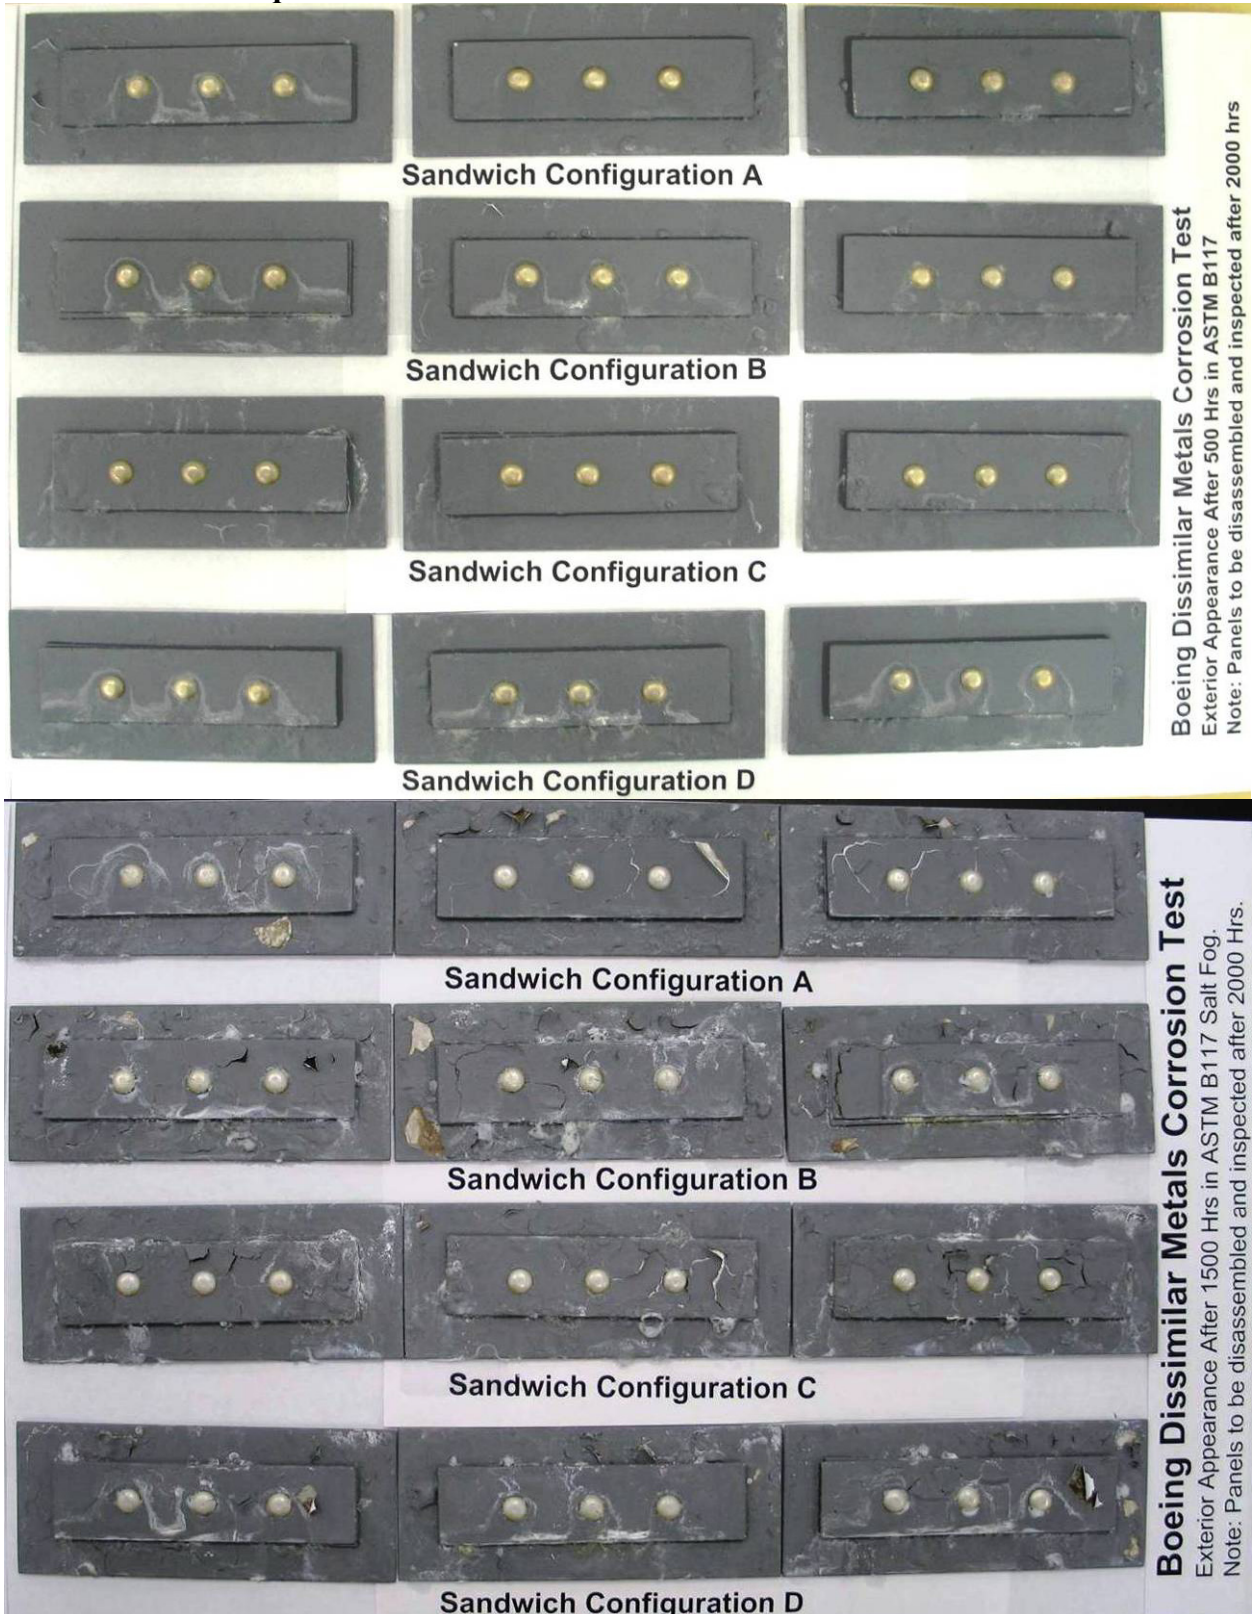 Sandwich Configuration A
Sandwich Configuration B
Sandwich Configuration C
Sandwich Configuration D
Boeing Dissimilar Metals Corrosion Test
Exterior Appearance After 500 Hrs in ASTM B117
Note: Panels to be disassembled and inspected after 2000 hrs
Sandwich Configuration A
Sandwich Configuration B
Sandwich Configuration C
Sandwich Configuration D
Boeing Dissimilar Metals Corrosion Test
Exterior Appearance After 1500 Hrs in ASTM B117 Salt Fog.
Note: Panels to be disassembled and inspected after 2000 Hrs.